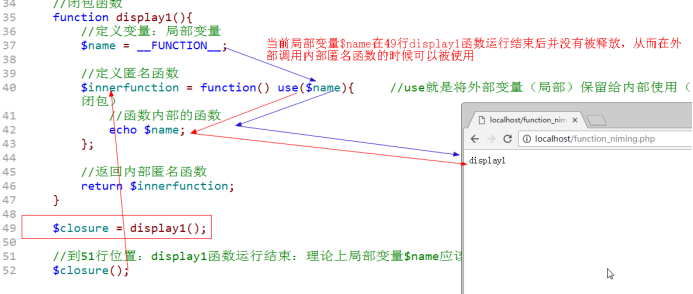 34 //闭包函数
35 function display1(){
36 //定义变量：局部变量
37 $name = __FUNCTION__;
38
39 //定义匿名函数
40 $innerfunction = function() use($name){ //use就是将外部变量（局部）保留给内部使用（
闭包）
41 //函数内部的函数
42 echo $name;
43 };
44
45 //返回内部匿名函数
46 return $innerfunction;
47 }
48
49 $closure = display1();
50
51 //到51行位置：display1函数运行结束：理论上局部变量$name应该
52 $closure();
当前局部变量$name在49行display1函数运行结束后并没有被释放，从而在外
部调用内部匿名函数的时候可以被使用
localhost/function_nim
localhost/function_niming.php
display1